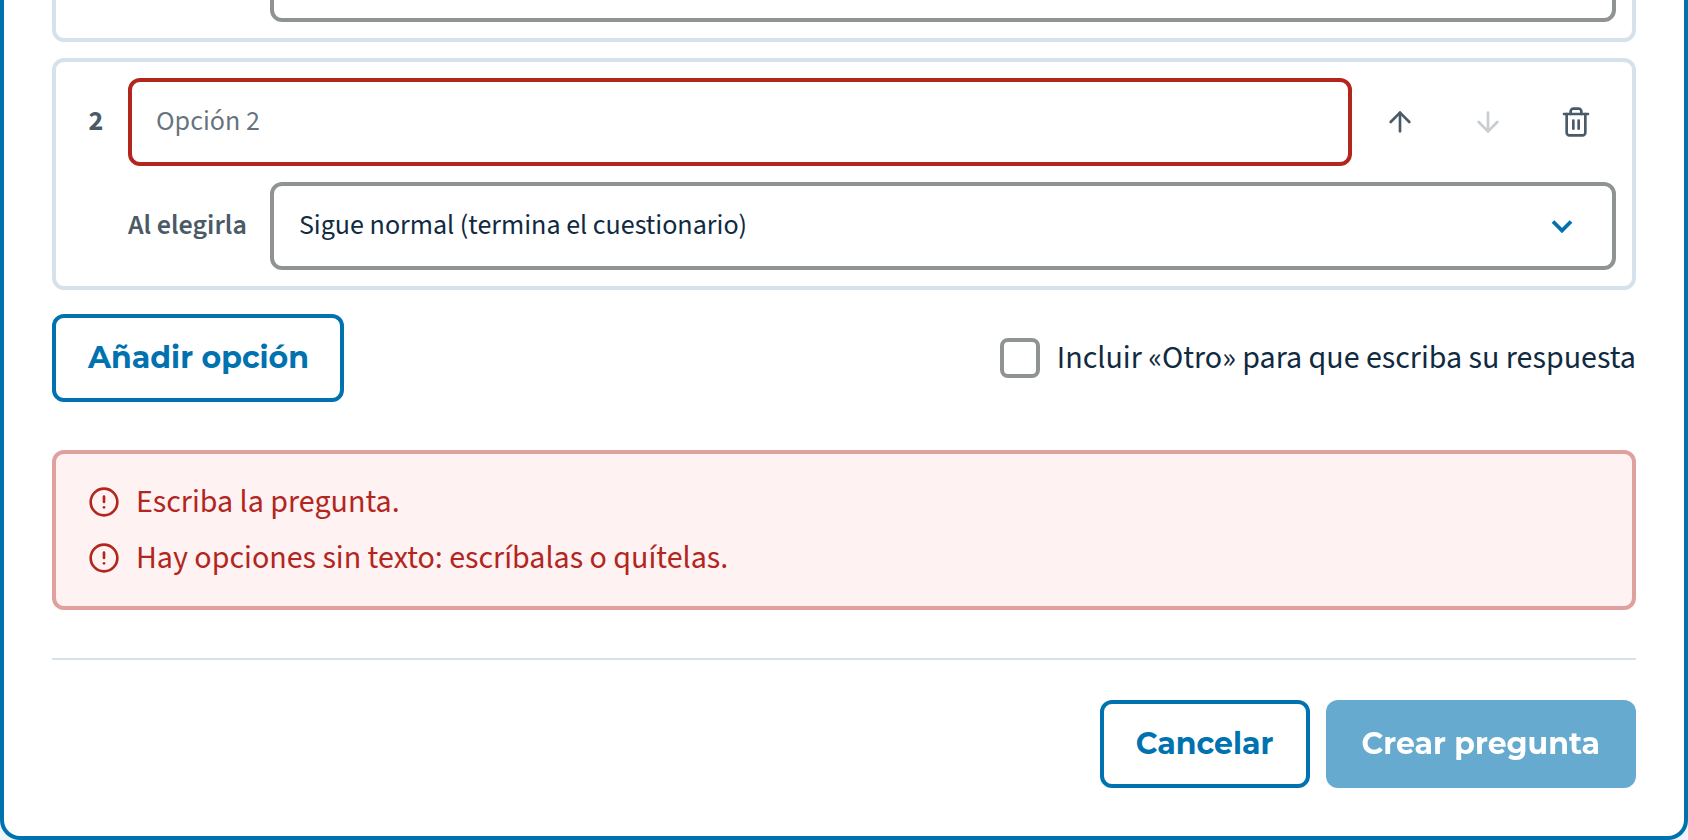 2
Opción 2
Al elegirla
Sigue normal (termina el cuestionario)
Añadir opción
Incluir «Otro» para que escriba su respuesta
Escriba la pregunta.
Hay opciones sin texto: escríbalas o quítelas.
Cancelar
Crear pregunta